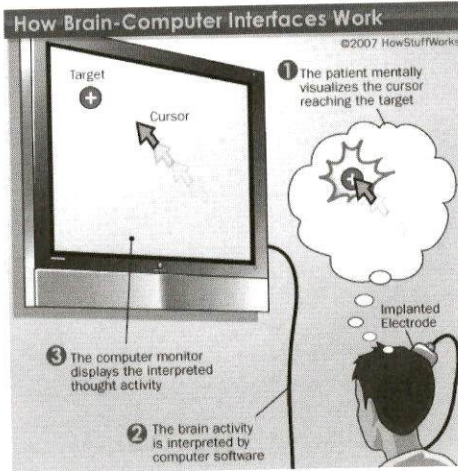 How Brain-Computer Interfaces Work
©2007 HowStuffWorks
Target
Cursor
1 The patient mentally
visualizes the cursor
reaching the target
Implanted
Electrode
3 The computer monitor
displays the interpreted
thought activity
2 The brain activity
is interpreted by
computer software